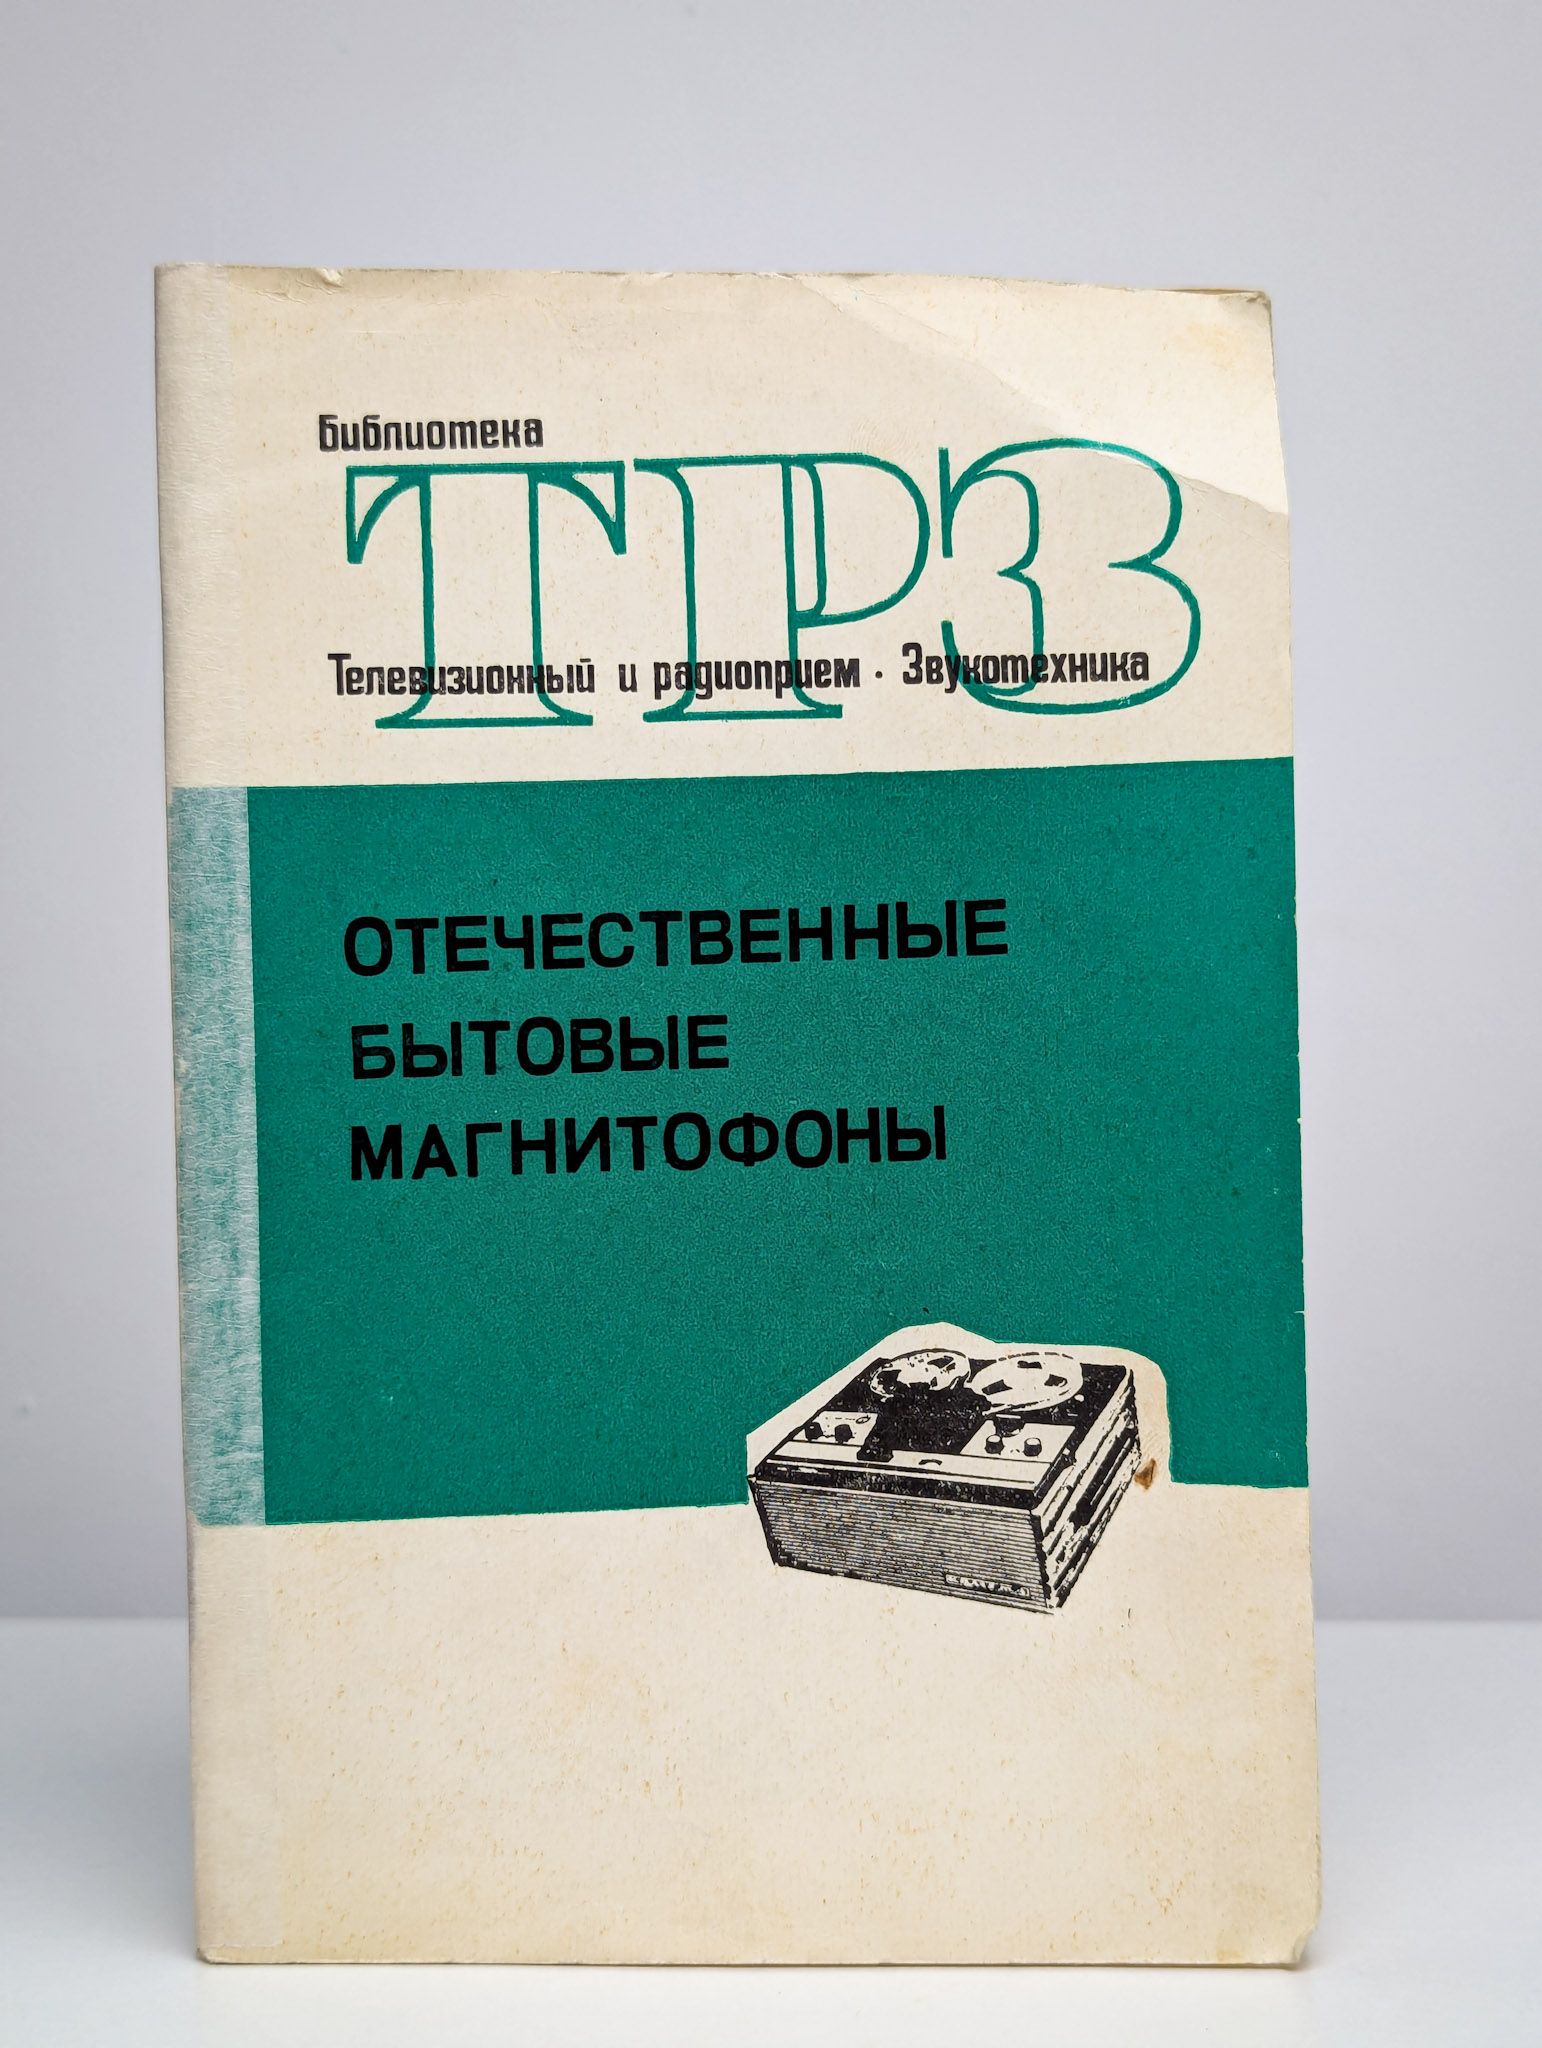 Библиотека
ТРЗ
Телевизионный и радиоприем · Звукотехника
ОТЕЧЕСТВЕННЫЕ
БЫТОВЫЕ
МАГНИТОФОНЫ